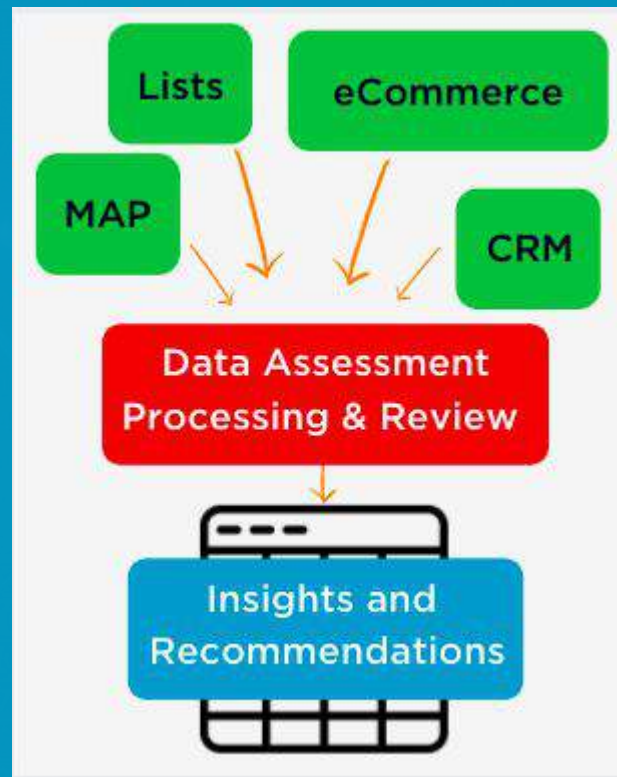 Lists
eCommerce
MAP
CRM
Data Assessment
Processing & Review
Insights and
Recommendations